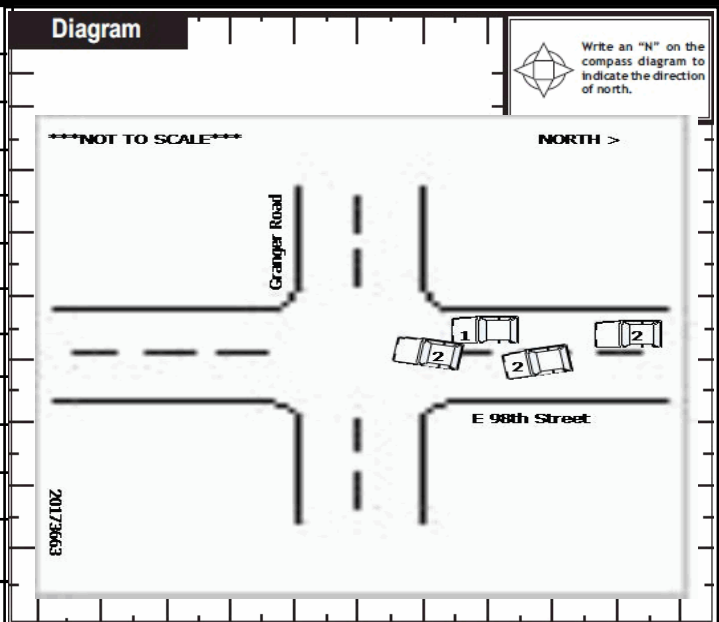 Diagram
Write an “N” on the
compass diagram to
indicate the direction
of north.
***NOT TO SCALE***
NORTH >
Granger Road
1
2
2
2
E 98th Street
20173663